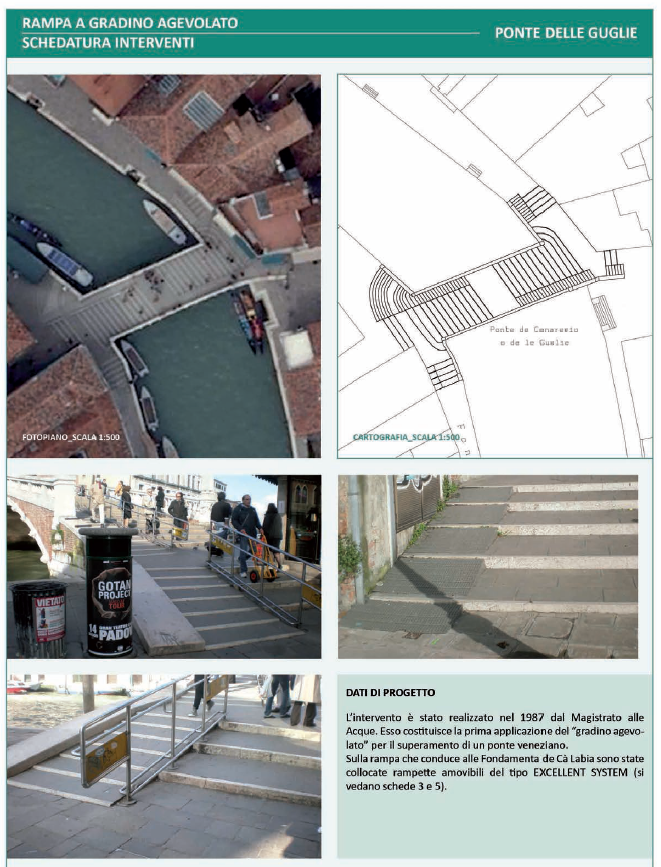 RAMPA A GRADINO AGEVOLATO
SCHEDATURA INTERVENTI
PONTE DELLE GUGLIE
FOTOPIANO_SCALA 1:500
Ponte de Canaregio
o de le Guglie
Fon
CARTOGRAFIA_SCALA 1:500
VIETATO
GOTAN
PROJECT
TOUR
14
PADOV
DATI DI PROGETTO
L'intervento è stato realizzato nel 1987 dal Magistrato alle
Acque. Esso costituisce la prima applicazione del "gradino agevo-
lato" per il superamento di un ponte veneziano.
Sulla rampa che conduce alle Fondamenta de Cà Labia sono state
collocate rampette amovibili del tipo EXCELLENT SYSTEM (si
vedano schede 3 e 5).